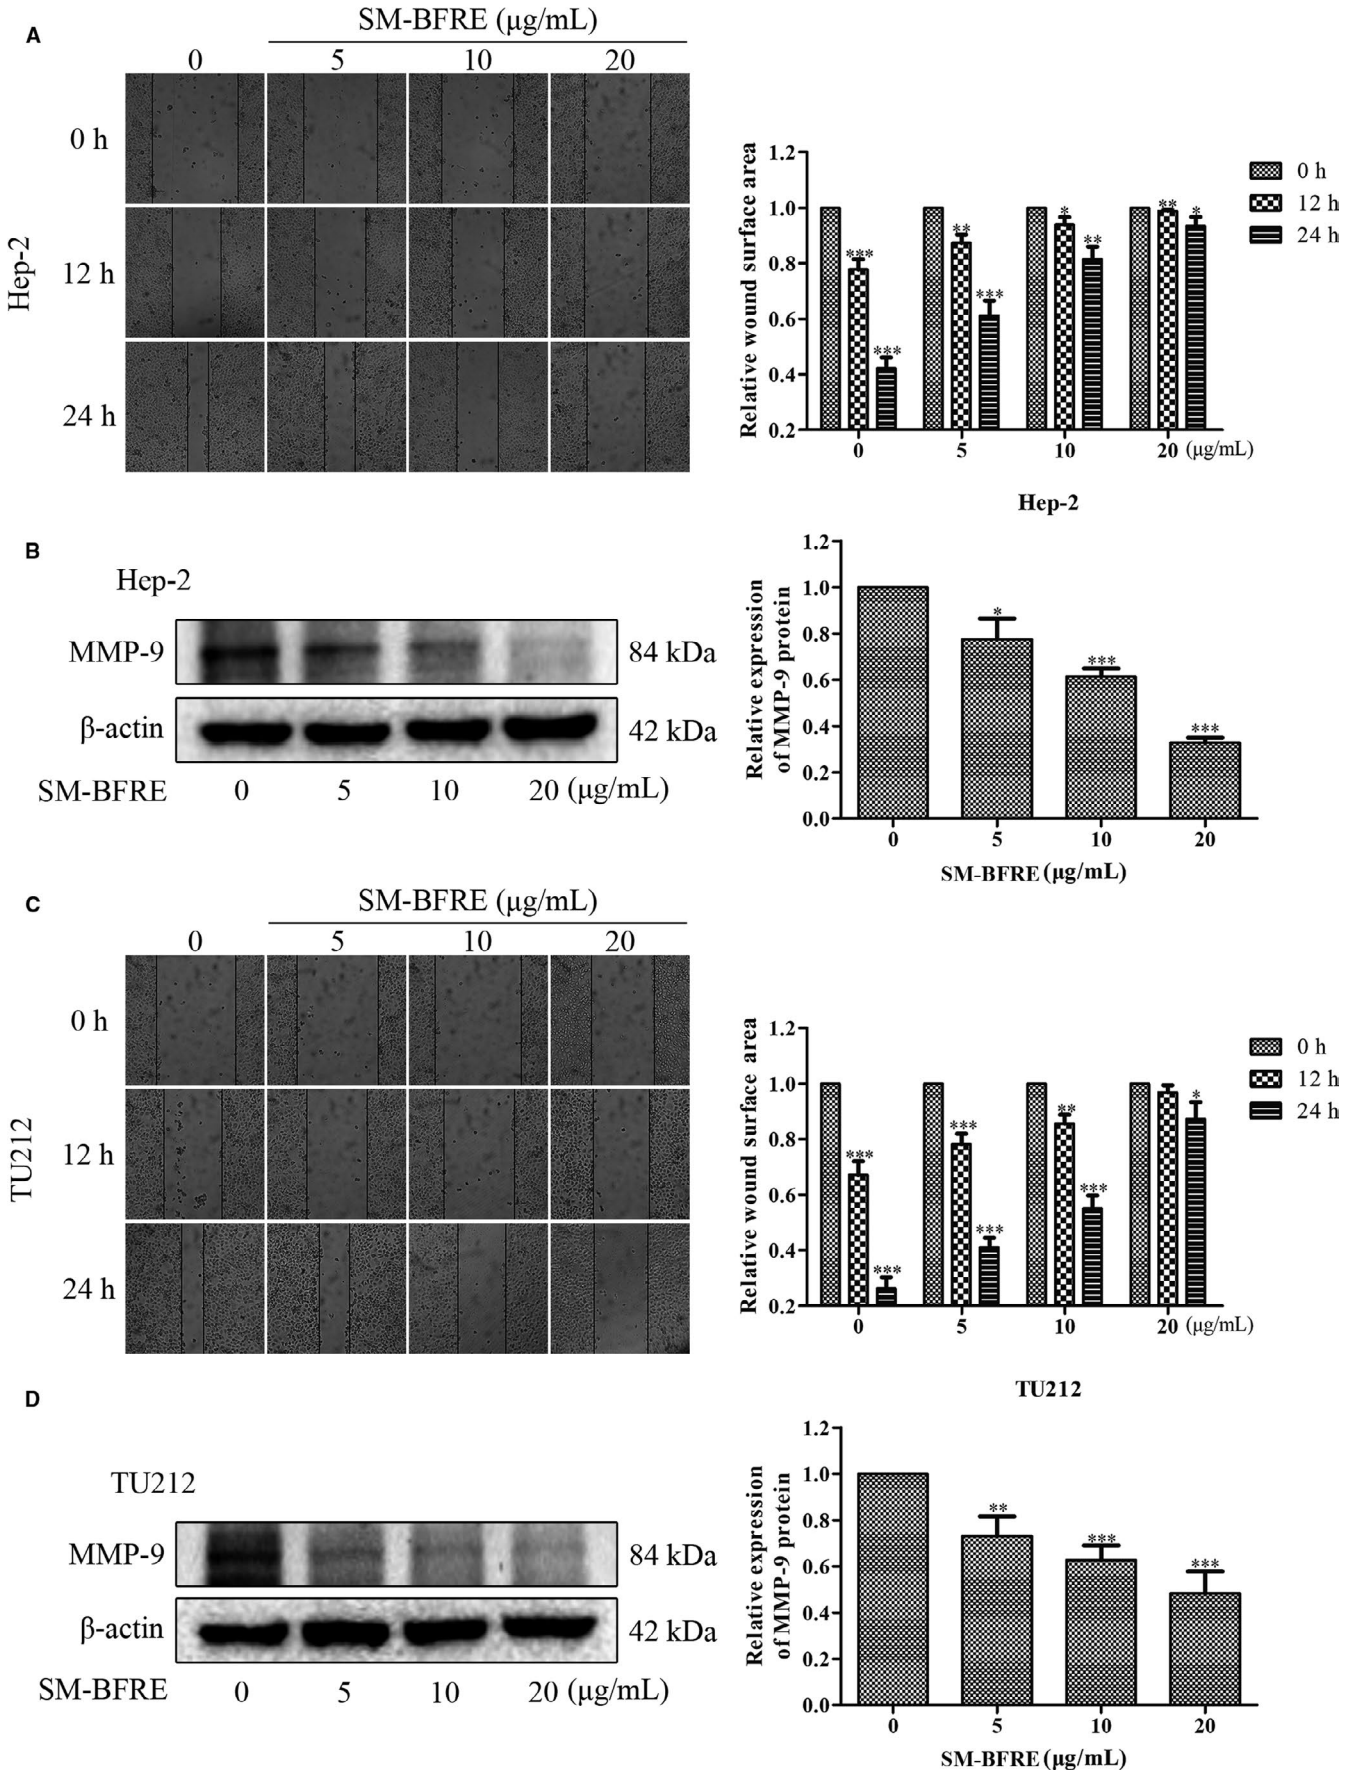 A
SM-BFRE (μg/mL)
0 5 10 20
Hep-2
0 h
12 h
24 h
Relative wound surface area
1.2
1.0
0.8
0.6
0.4
0.2
*** *** ** *** * ** ** *
0 5 10 20 (μg/mL)
Hep-2
0 h
12 h
24 h
B
Hep-2
MMP-9 84 kDa
β-actin 42 kDa
SM-BFRE 0 5 10 20 (μg/mL)
Relative expression
of MMP-9 protein
1.2
1.0
0.8
0.6
0.4
0.2
0.0
* *** ***
0 5 10 20
SM-BFRE (μg/mL)
C
SM-BFRE (μg/mL)
0 5 10 20
TU212
0 h
12 h
24 h
Relative wound surface area
1.2
1.0
0.8
0.6
0.4
0.2
*** *** *** *** ** *** *
0 5 10 20 (μg/mL)
TU212
0 h
12 h
24 h
D
TU212
MMP-9 84 kDa
β-actin 42 kDa
SM-BFRE 0 5 10 20 (μg/mL)
Relative expression
of MMP-9 protein
1.2
1.0
0.8
0.6
0.4
0.2
0.0
** *** ***
0 5 10 20
SM-BFRE (μg/mL)